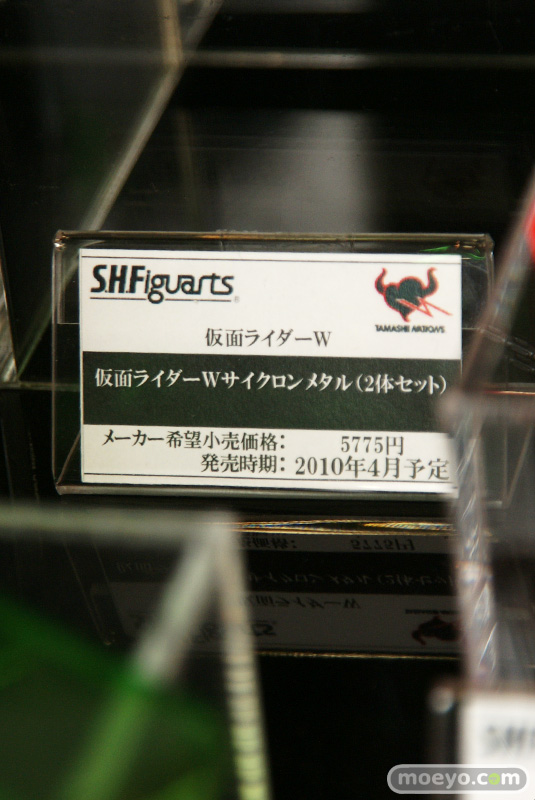 S.H.Figuarts
TAMASHII NATIONS
仮面ライダーW
仮面ライダーWサイクロンメタル(2体セット)
メーカー希望小売価格: 5775円
発売時期: 2010年4月予定
moeyo.com